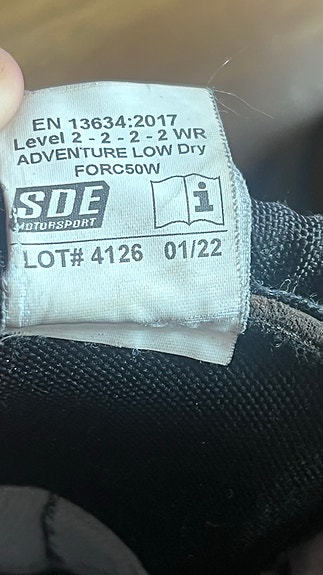 EN 13634:2017
Level 2 - 2 - 2 - 2 WR
ADVENTURE LOW Dry
FORC50W
SDE
MOTORSPORT
i
LOT# 4126 01/22